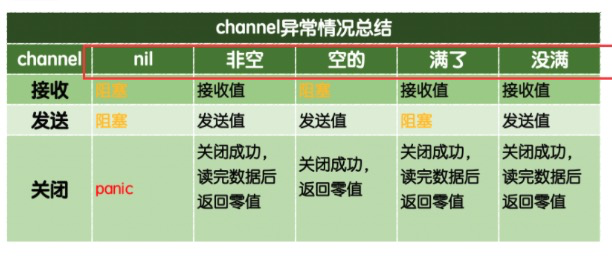 channel异常情况总结
channel nil 非空 空的 满了 没满
接收 阻塞 接收值 阻塞 接收值 接收值
发送 阻塞 发送值 发送值 阻塞 发送值
关闭 panic 关闭成功，读完数据后返回零值 关闭成功，返回零值 关闭成功，读完数据后返回零值 关闭成功，读完数据后返回零值